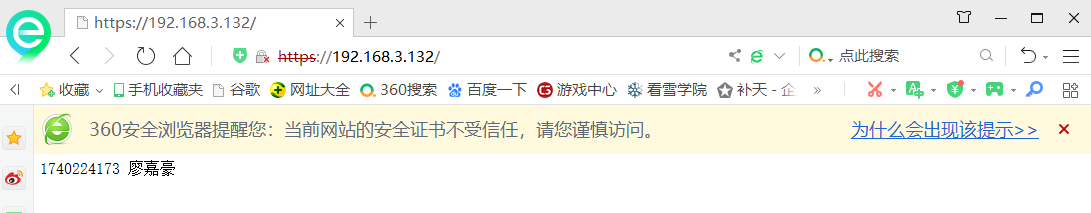 https://192.168.3.132/
https://192.168.3.132/
点此搜索
收藏 手机收藏夹 谷歌 网址大全 360搜索 百度一下 游戏中心 看雪学院 补天 - 企 »
360安全浏览器提醒您：当前网站的安全证书不受信任，请您谨慎访问。 为什么会出现该提示>>
1740224173 廖嘉豪